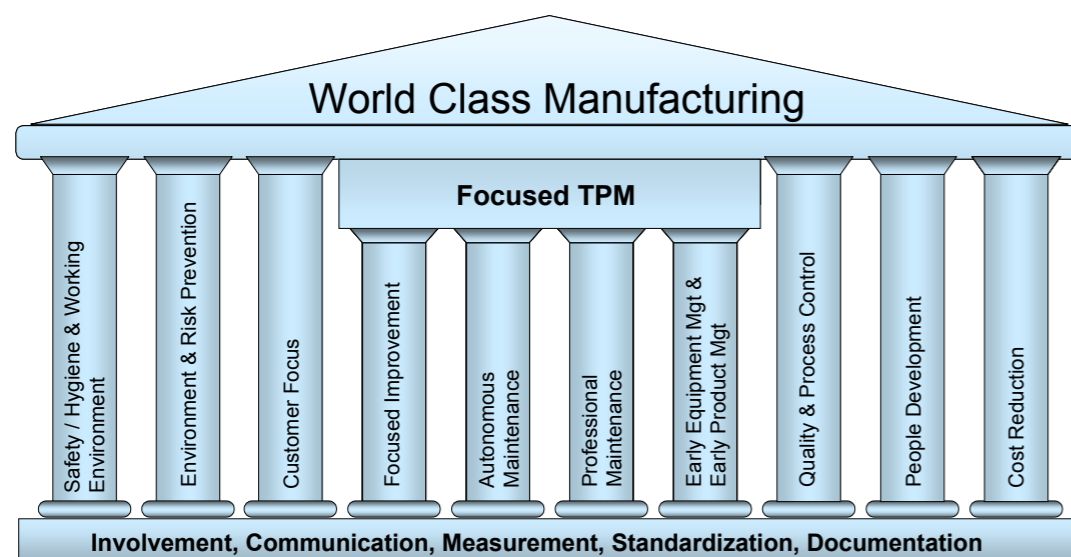 World Class Manufacturing
Focused TPM
Safety / Hygiene & Working
Environment
Environment & Risk Prevention
Customer Focus
Focused Improvement
Autonomous
Maintenance
Professional
Maintenance
Early Equipment Mgt &
Early Product Mgt
Quality & Process Control
People Development
Cost Reduction
Involvement, Communication, Measurement, Standardization, Documentation